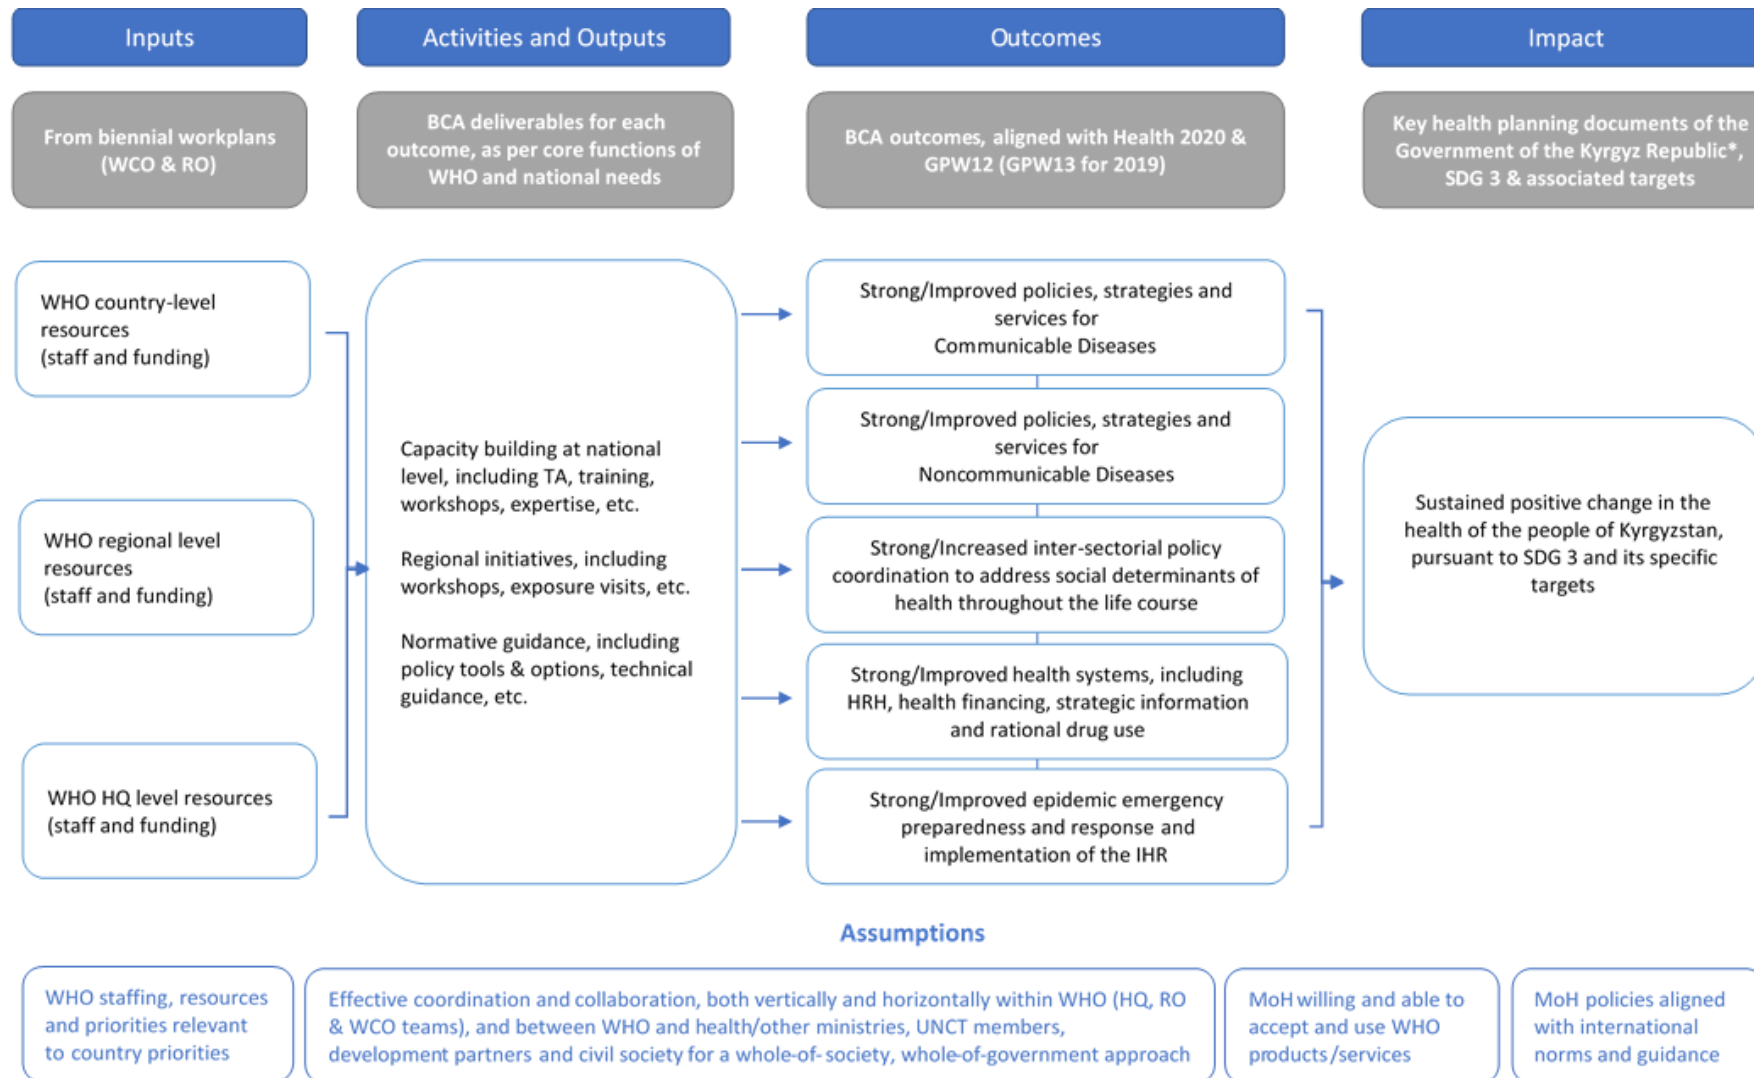 Inputs
Activities and Outputs
Outcomes
Impact
From biennial workplans
(WCO & RO)
BCA deliverables for each
outcome, as per core functions of
WHO and national needs
BCA outcomes, aligned with Health 2020 &
GPW12 (GPW13 for 2019)
Key health planning documents of the
Government of the Kyrgyz Republic*,
SDG 3 & associated targets
WHO country-level
resources
(staff and funding)
WHO regional level
resources
(staff and funding)
WHO HQ level resources
(staff and funding)
Capacity building at national
level, including TA, training,
workshops, expertise, etc.
Regional initiatives, including
workshops, exposure visits, etc.
Normative guidance, including
policy tools & options, technical
guidance, etc.
Strong/Improved policies, strategies and
services for
Communicable Diseases
Strong/Improved policies, strategies and
services for
Noncommunicable Diseases
Strong/Increased inter-sectorial policy
coordination to address social determinants of
health throughout the life course
Strong/Improved health systems, including
HRH, health financing, strategic information
and rational drug use
Strong/Improved epidemic emergency
preparedness and response and
implementation of the IHR
Sustained positive change in the
health of the people of Kyrgyzstan,
pursuant to SDG 3 and its specific
targets
Assumptions
WHO staffing, resources
and priorities relevant
to country priorities
Effective coordination and collaboration, both vertically and horizontally within WHO (HQ, RO
& WCO teams), and between WHO and health/other ministries, UNCT members,
development partners and civil society for a whole-of-society, whole-of-government approach
MoH willing and able to
accept and use WHO
products/services
MoH policies aligned
with international
norms and guidance